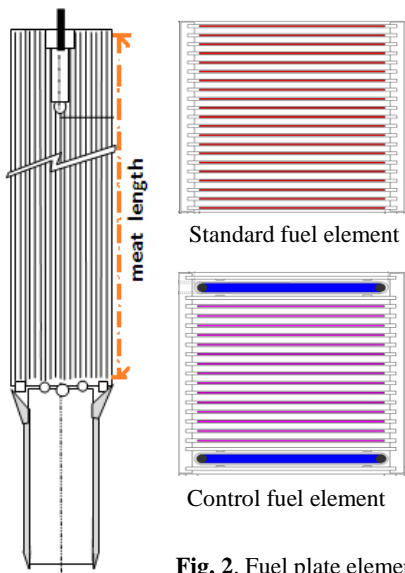 meat length
Standard fuel element
Control fuel element
Fig. 2. Fuel plate elemen